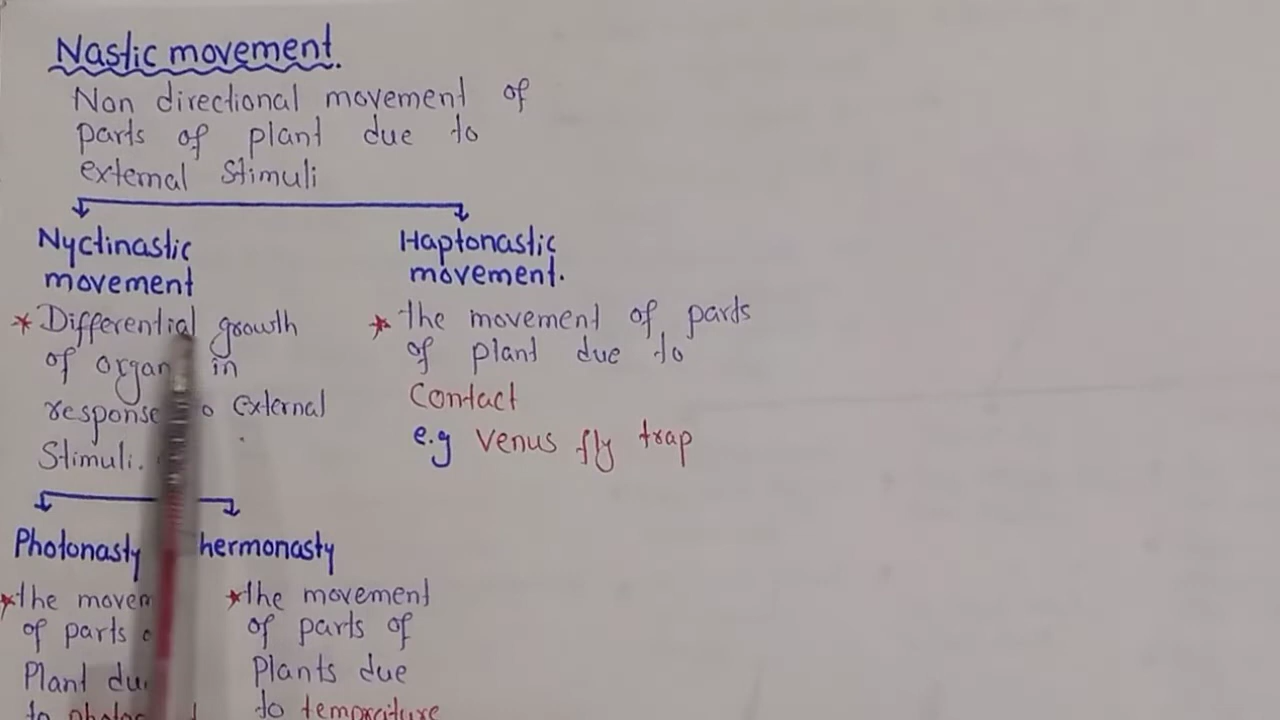 Nastic movement.
Non directional movement of
parts of plant due to
external Stimuli
Nyctinastic
movement
* Differential growth
of organ in
response o external
Stimuli.
Haptonastic
movement.
* the movement of parts
of plant due to
Contact
e.g Venus fly trap
Photonasty
* the movem
of parts o
Plant du
to
hermonasty
* the movement
of parts of
Plants due
to temprature